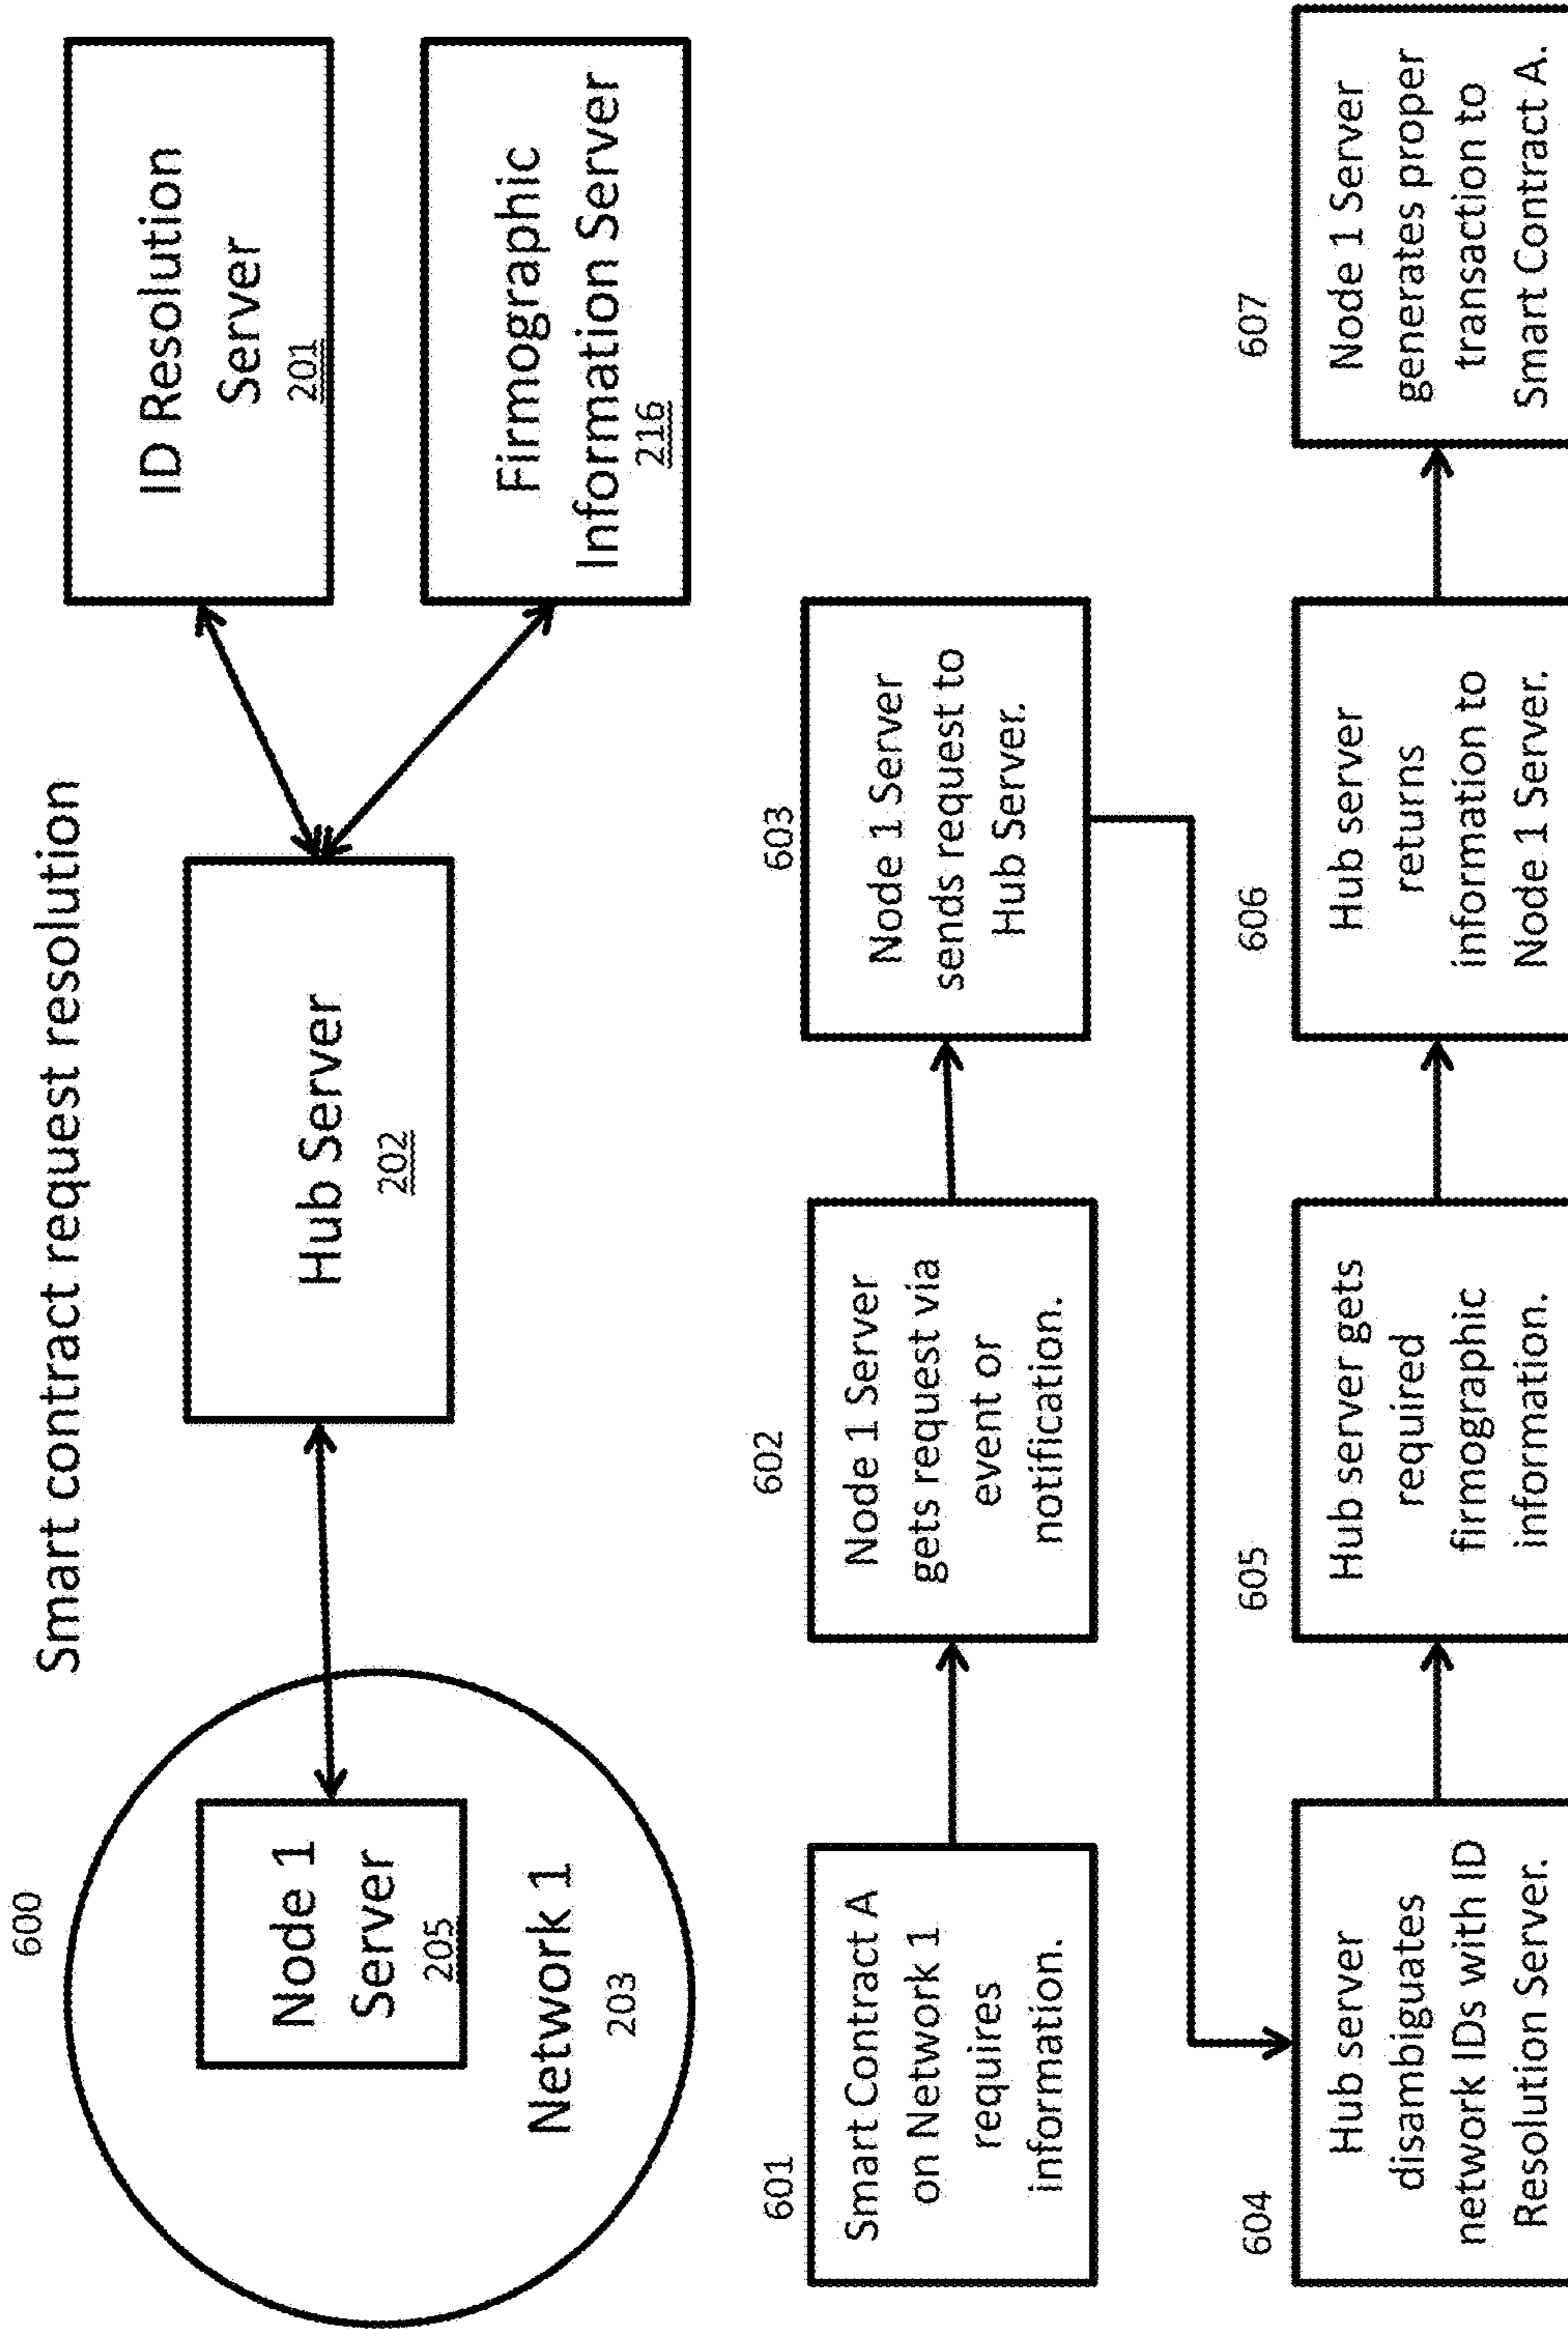 Smart contract request resolution
600
Node 1
Server
205
Network 1
203
Hub Server
202
ID Resolution
Server
201
Firmographic
Information Server
216
601
Smart Contract A
on Network 1
requires
information.
602
Node 1 Server
gets request via
event or
notification.
603
Node 1 Server
sends request to
Hub Server.
604
Hub server
disambiguates
network IDs with ID
Resolution Server.
605
Hub server gets
required
firmographic
information.
606
Hub server
returns
information to
Node 1 Server.
607
Node 1 Server
generates proper
transaction to
Smart Contract A.